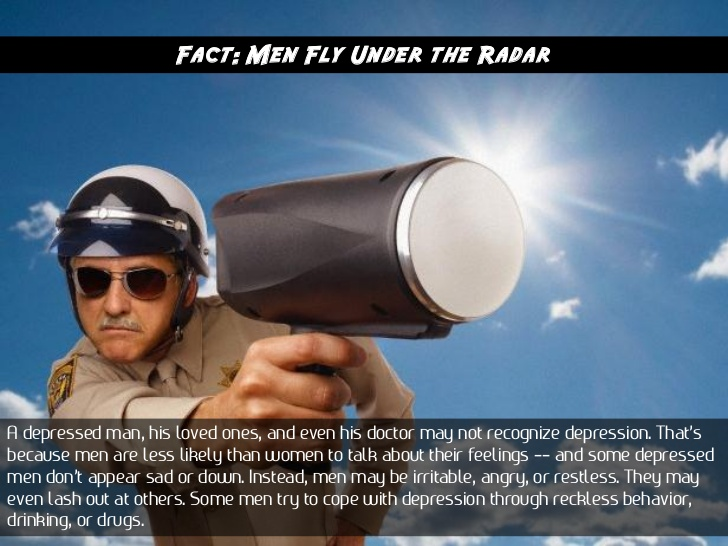 Fact: Men Fly Under the Radar
A depressed man, his loved ones, and even his doctor may not recognize depression. That's
because men are less likely than women to talk about their feelings -- and some depressed
men don't appear sad or down. Instead, men may be irritable, angry, or restless. They may
even lash out at others. Some men try to cope with depression through reckless behavior,
drinking, or drugs.